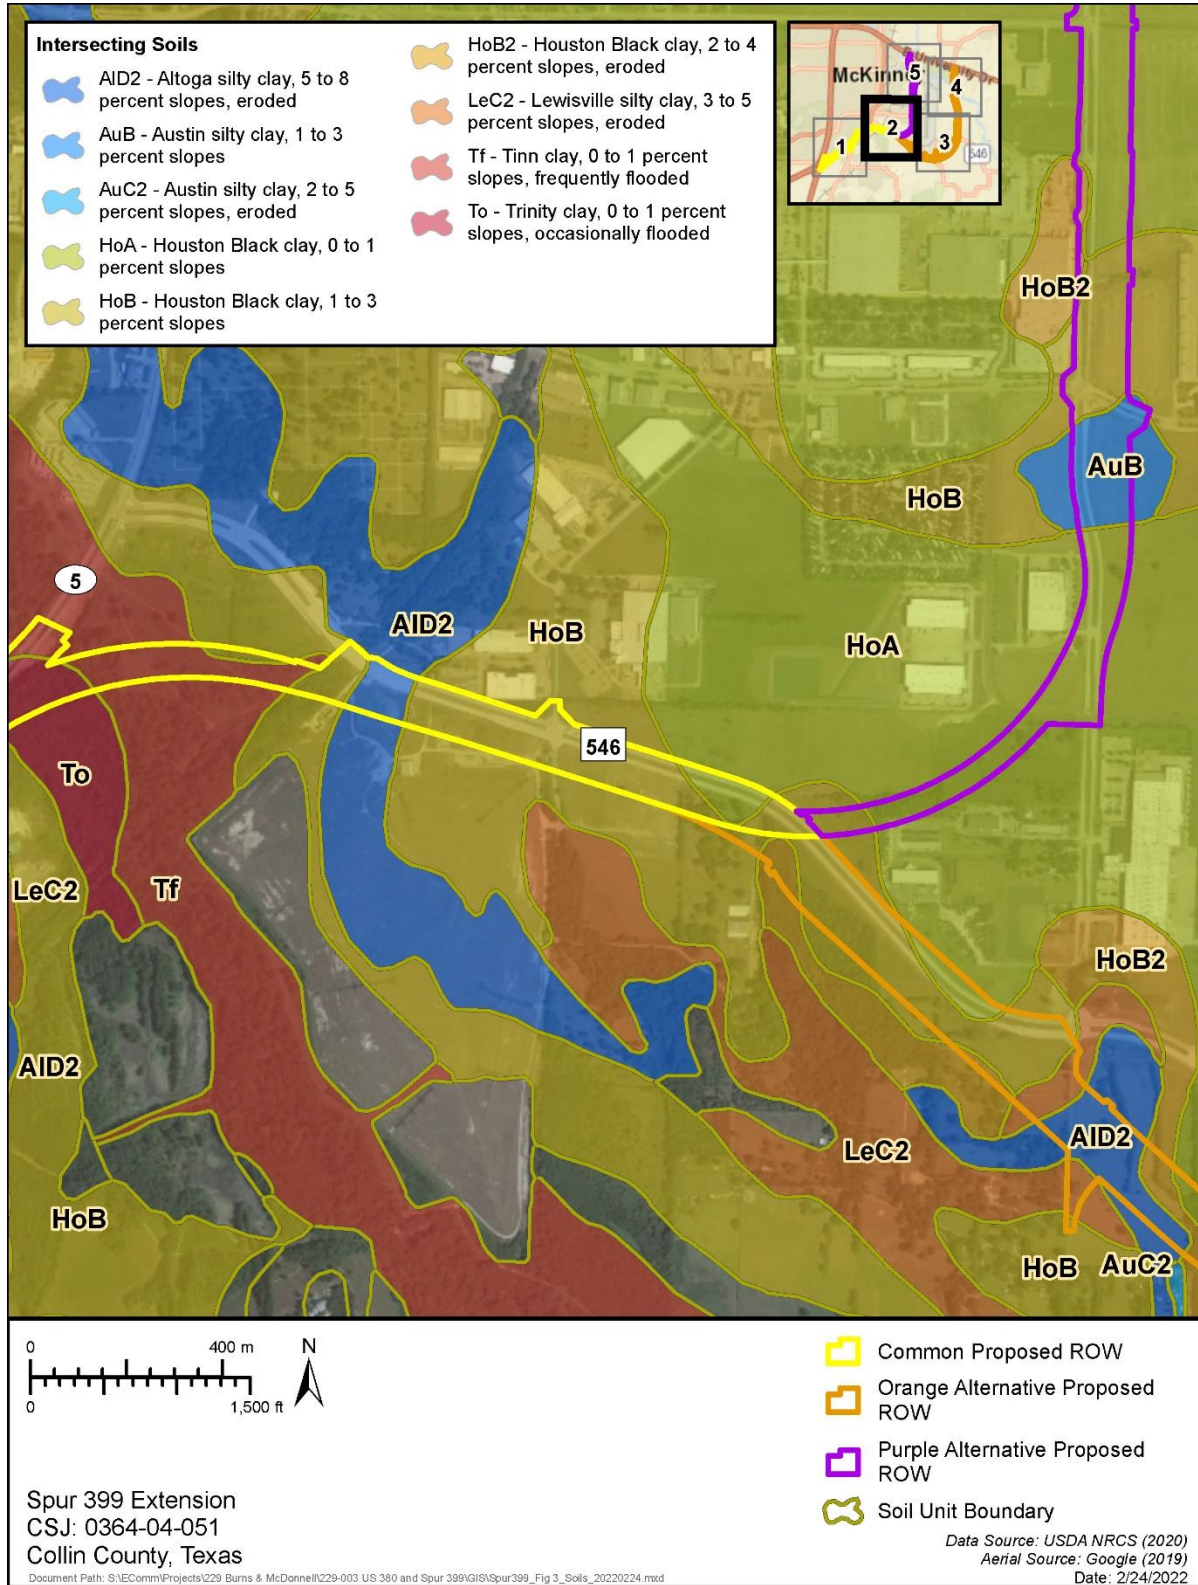 Intersecting Soils
AlD2 - Altoga silty clay, 5 to 8
percent slopes, eroded
AuB - Austin silty clay, 1 to 3
percent slopes
AuC2 - Austin silty clay, 2 to 5
percent slopes, eroded
HoA - Houston Black clay, 0 to 1
percent slopes
HoB - Houston Black clay, 1 to 3
percent slopes
HoB2 - Houston Black clay, 2 to 4
percent slopes, eroded
LeC2 - Lewisville silty clay, 3 to 5
percent slopes, eroded
Tf - Tinn clay, 0 to 1 percent
slopes, frequently flooded
To - Trinity clay, 0 to 1 percent
slopes, occasionally flooded
McKinney
University Dr
5
4
2
1
3
546
HoB2
AuB
HoB
5
AlD2
HoB
HoA
546
To
LeC2
Tf
HoB2
AlD2
AlD2
LeC2
HoB
HoB
AuC2
0
400 m
0
1,500 ft
N
Common Proposed ROW
Orange Alternative Proposed
ROW
Purple Alternative Proposed
ROW
Soil Unit Boundary
Spur 399 Extension
CSJ: 0364-04-051
Collin County, Texas
Data Source: USDA NRCS (2020)
Aerial Source: Google (2019)
Date: 2/24/2022
Document Path: S:\EComm\Projects\229 Burns & McDonnell\229-003 US 380 and Spur 399\GIS\Spur399_Fig 3_Soils_20220224.mxd